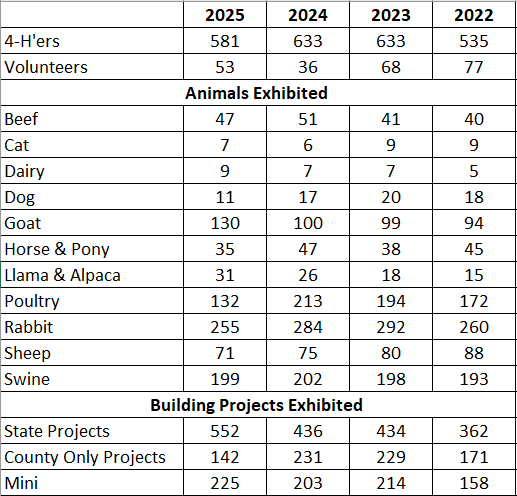 2025 2024 2023 2022
4-H'ers 581 633 633 535
Volunteers 53 36 68 77
Animals Exhibited
Beef 47 51 41 40
Cat 7 6 9 9
Dairy 9 7 7 5
Dog 11 17 20 18
Goat 130 100 99 94
Horse & Pony 35 47 38 45
Llama & Alpaca 31 26 18 15
Poultry 132 213 194 172
Rabbit 255 284 292 260
Sheep 71 75 80 88
Swine 199 202 198 193
Building Projects Exhibited
State Projects 552 436 434 362
County Only Projects 142 231 229 171
Mini 225 203 214 158